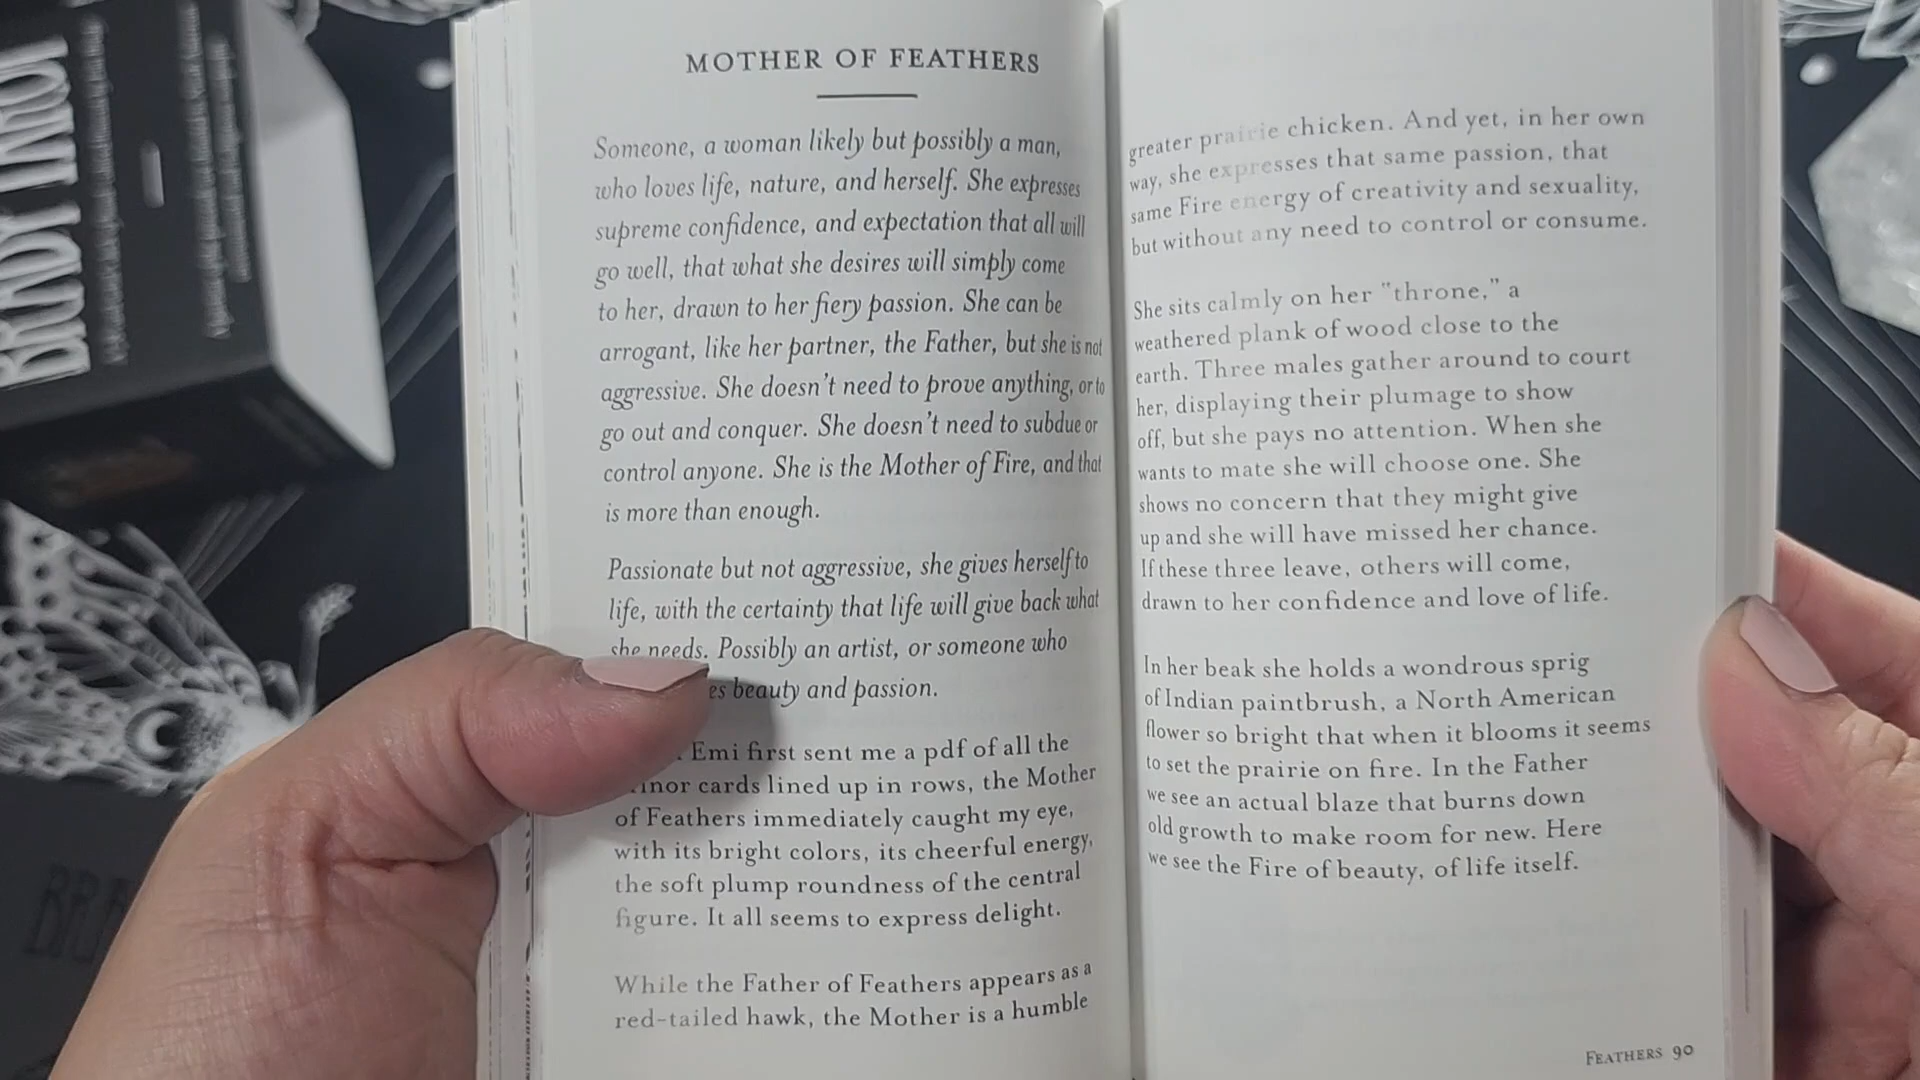 BRADY TAROT
MOTHER OF FEATHERS
Someone, a woman likely but possibly a man,
who loves life, nature, and herself. She expresses
supreme confidence, and expectation that all will
go well, that what she desires will simply come
to her, drawn to her fiery passion. She can be
arrogant, like her partner, the Father, but she is not
aggressive. She doesn't need to prove anything, or to
go out and conquer. She doesn't need to subdue or
control anyone. She is the Mother of Fire, and that
is more than enough.
Passionate but not aggressive, she gives herself to
life, with the certainty that life will give back what
she needs. Possibly an artist, or someone who
es beauty and passion.
Emi first sent me a pdf of all the
inor cards lined up in rows, the Mother
of Feathers immediately caught my eye,
with its bright colors, its cheerful energy,
the soft plump roundness of the central
figure. It all seems to express delight.
While the Father of Feathers appears as a
red-tailed hawk, the Mother is a humble
greater prairie chicken. And yet, in her own
way, she expresses that same passion, that
same Fire energy of creativity and sexuality,
but without any need to control or consume.
She sits calmly on her "throne," a
weathered plank of wood close to the
earth. Three males gather around to court
her, displaying their plumage to show
off, but she pays no attention. When she
wants to mate she will choose one. She
shows no concern that they might give
up and she will have missed her chance.
If these three leave, others will come,
drawn to her confidence and love of life.
In her beak she holds a wondrous sprig
of Indian paintbrush, a North American
flower so bright that when it blooms it seems
to set the prairie on fire. In the Father
we see an actual blaze that burns down
old growth to make room for new. Here
we see the Fire of beauty, of life itself.
FEATHERS 90